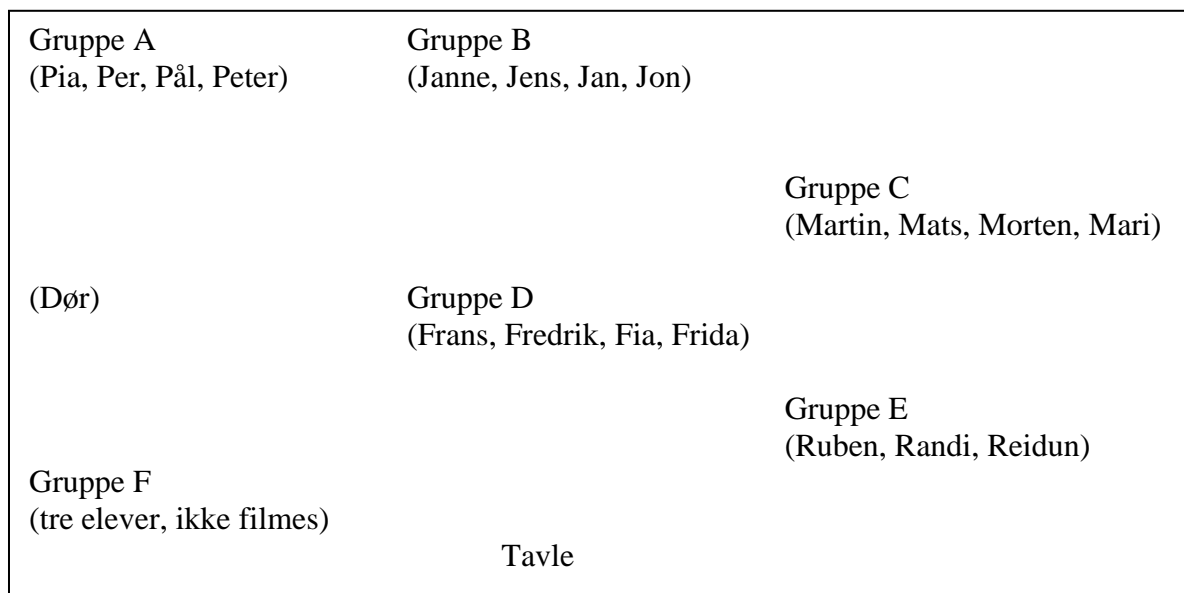 Gruppe A
(Pia, Per, Pål, Peter)
Gruppe B
(Janne, Jens, Jan, Jon)
Gruppe C
(Martin, Mats, Morten, Mari)
(Dør)
Gruppe D
(Frans, Fredrik, Fia, Frida)
Gruppe E
(Ruben, Randi, Reidun)
Gruppe F
(tre elever, ikke filmes)
Tavle